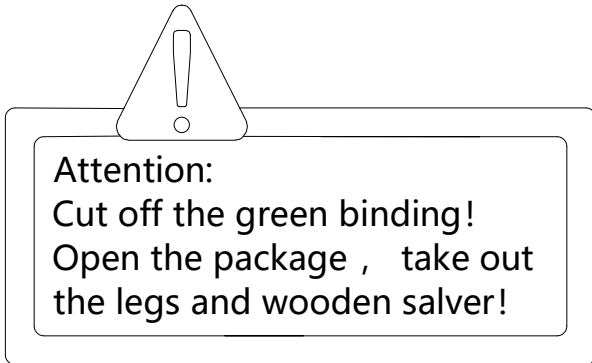 Attention:
Cut off the green binding!
Open the package , take out
the legs and wooden salver!